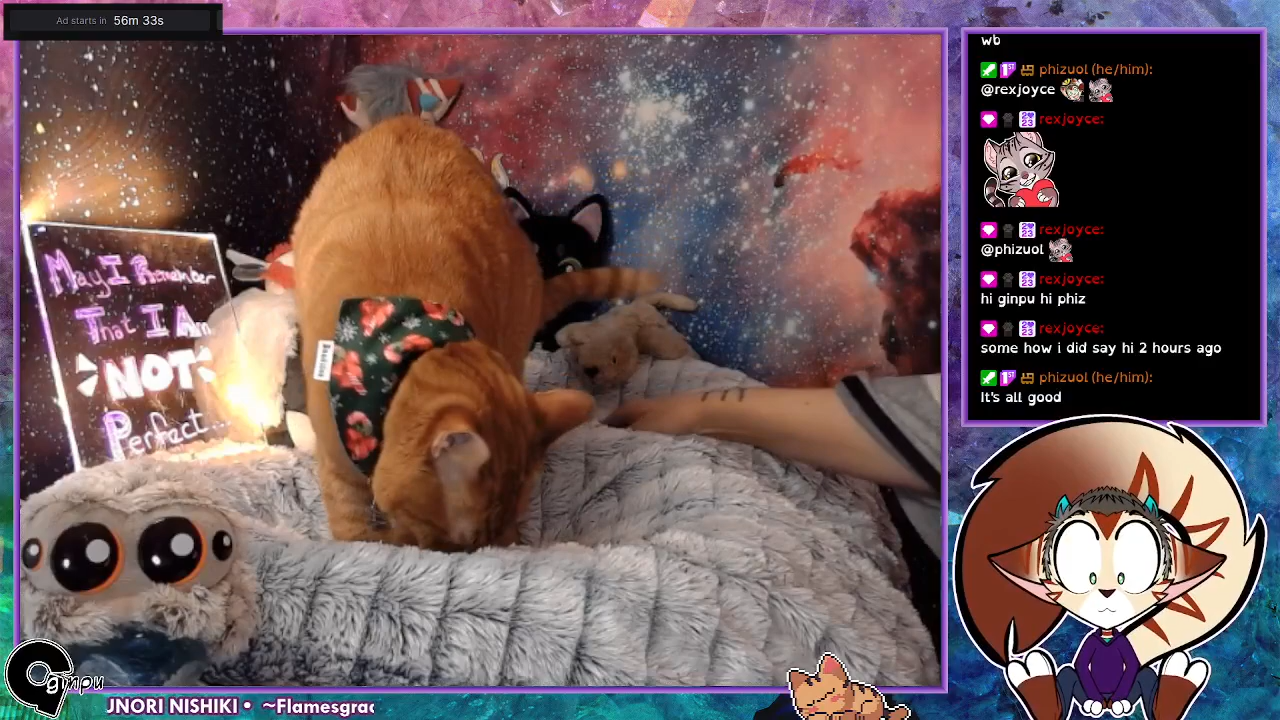 Ad starts in 56m 33s
wb
phizuol (he/him):
@rexjoyce
rexjoyce:
rexjoyce:
@phizuol
rexjoyce:
hi ginpu hi phiz
rexjoyce:
some how i did say hi 2 hours ago
phizuol (he/him):
It's all good
May I Remember
That I Am
NOT
Perfect...
ginpu
JNORI NISHIKI • ~Flamesgrac